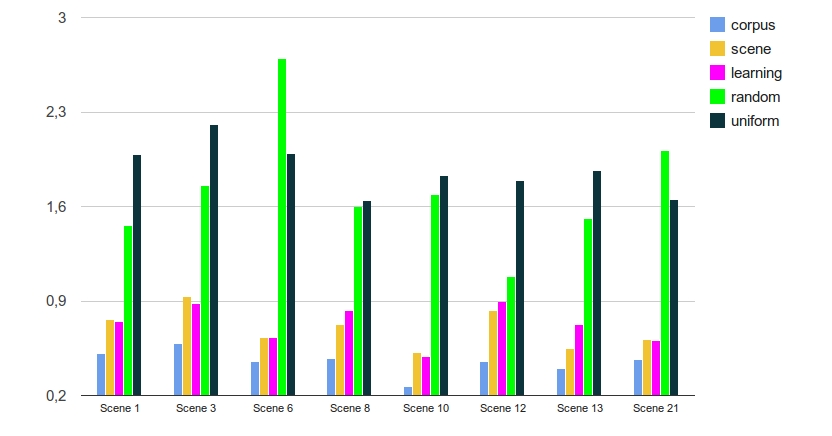 3
2,3
1,6
0,9
0,2
Scene 1 Scene 3 Scene 6 Scene 8 Scene 10 Scene 12 Scene 13 Scene 21
corpus
scene
learning
random
uniform